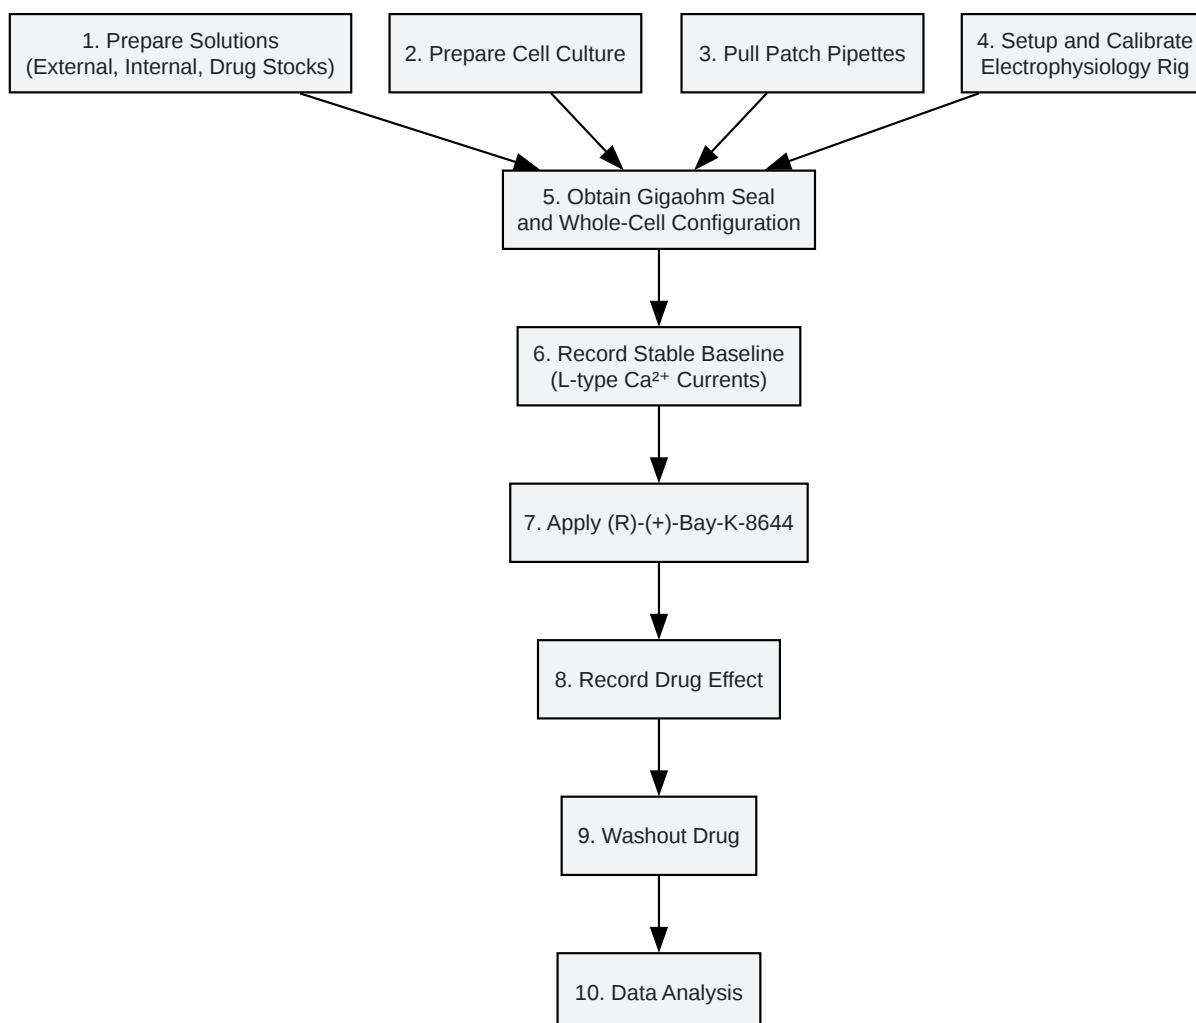 1. Prepare Solutions
(External, Internal, Drug Stocks)
2. Prepare Cell Culture
3. Pull Patch Pipettes
4. Setup and Calibrate
Electrophysiology Rig
5. Obtain Gigaohm Seal
and Whole-Cell Configuration
6. Record Stable Baseline
(L-type Ca²⁺ Currents)
7. Apply (R)-(+)-Bay-K-8644
8. Record Drug Effect
9. Washout Drug
10. Data Analysis